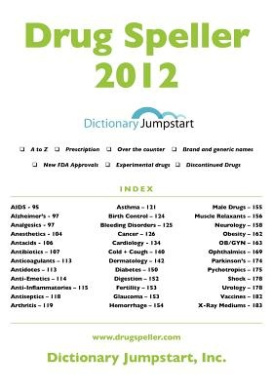 Drug Speller
2012
Dictionary Jumpstart
❑ A to Z ❑ Prescription ❑ Over the counter ❑ Brand and generic names
❑ New FDA Approvals ❑ Experimental drugs ❑ Discontinued Drugs
INDEX
AIDS - 95
Alzheimer's - 97
Analgesics - 97
Anesthetics - 104
Antacids - 106
Antibiotics - 107
Anticoagulants – 113
Antidotes – 113
Anti-Emetics – 114
Anti-Inflammatories – 115
Antiseptics – 118
Arthritis – 119
Asthma – 121
Birth Control – 124
Bleeding Disorders – 125
Cancer – 126
Cardiology – 134
Cold + Cough – 140
Dermatology – 142
Diabetes – 150
Digestion – 152
Fertility – 153
Glaucoma – 153
Hemorrhage – 154
Male Drugs – 155
Muscle Relaxants – 156
Neurology – 158
Obesity – 162
OB/GYN – 163
Ophthalmics – 169
Parkinson's – 174
Pychotropics – 175
Shock – 178
Urology – 178
Vaccines – 182
X-Ray Mediums – 183
www.drugspeller.com
Dictionary Jumpstart, Inc.